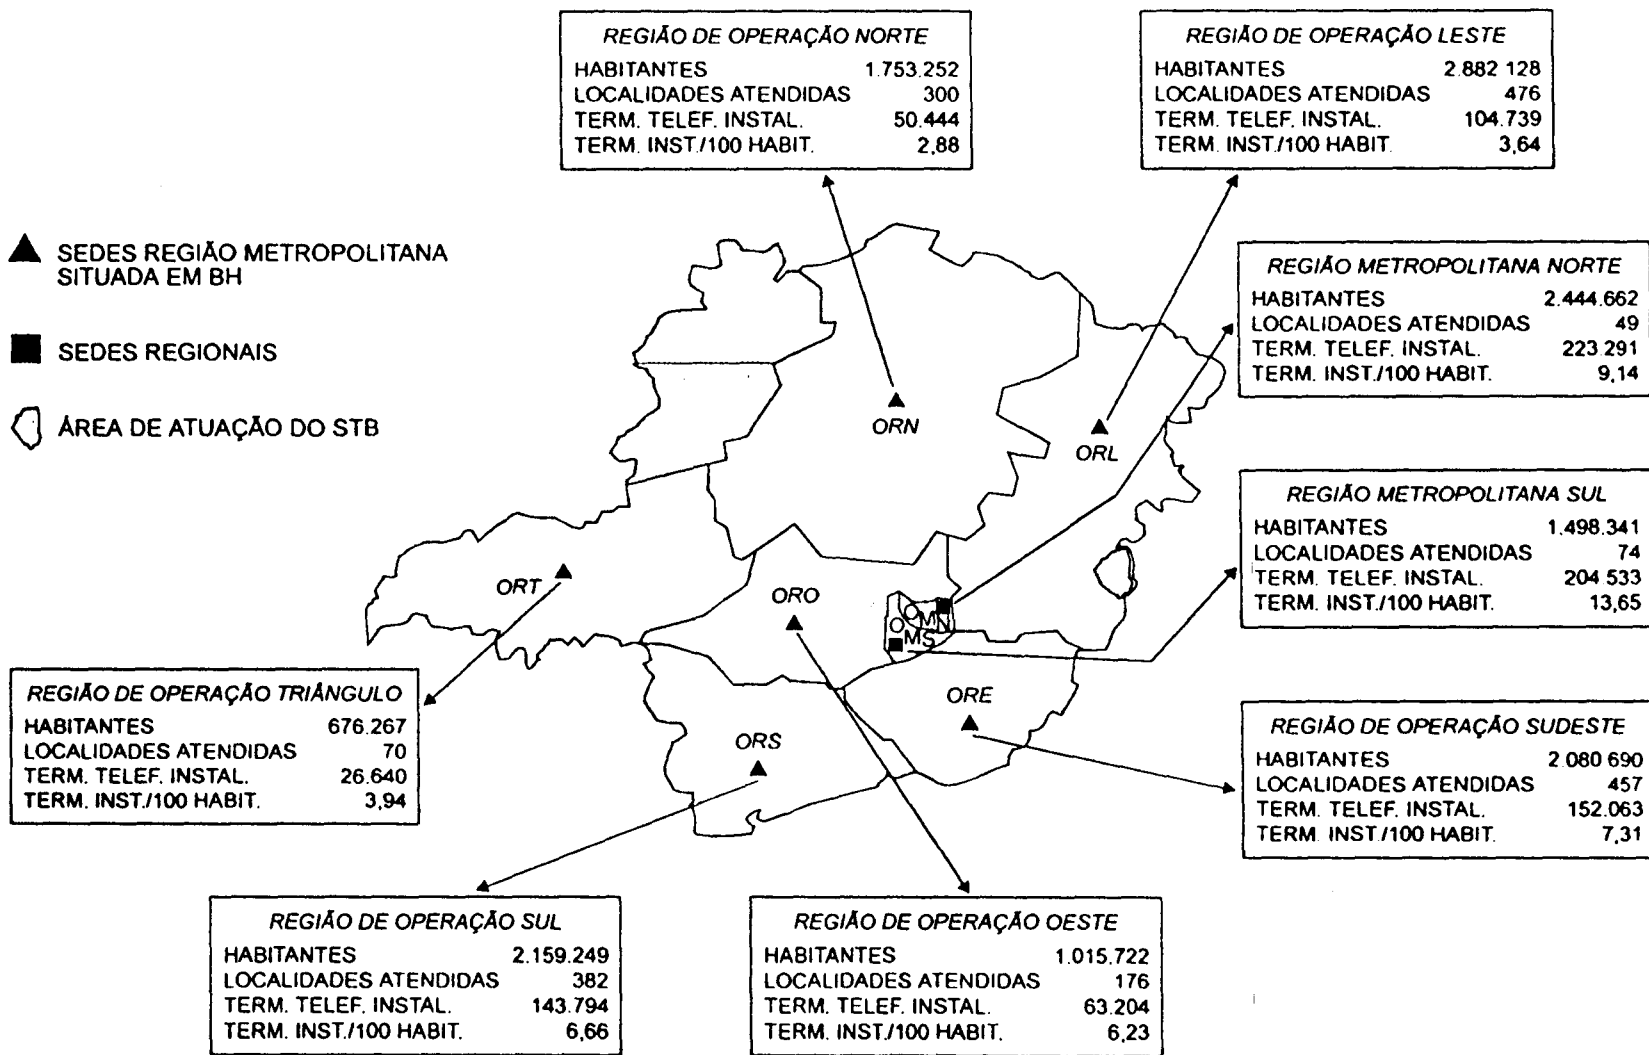 REGIÃO DE OPERAÇÃO NORTE
HABITANTES 1.753.252
LOCALIDADES ATENDIDAS 300
TERM. TELEF. INSTAL. 50.444
TERM. INST./100 HABIT. 2,88
REGIÃO DE OPERAÇÃO LESTE
HABITANTES 2.882 128
LOCALIDADES ATENDIDAS 476
TERM. TELEF. INSTAL. 104.739
TERM. INST./100 HABIT. 3,64
SEDES REGIÃO METROPOLITANA
SITUADA EM BH
SEDES REGIONAIS
ÁREA DE ATUAÇÃO DO STB
REGIÃO METROPOLITANA NORTE
HABITANTES 2.444.662
LOCALIDADES ATENDIDAS 49
TERM. TELEF. INSTAL. 223.291
TERM. INST./100 HABIT. 9,14
ORN
ORL
REGIÃO METROPOLITANA SUL
HABITANTES 1.498.341
LOCALIDADES ATENDIDAS 74
TERM. TELEF. INSTAL. 204.533
TERM. INST./100 HABIT. 13,65
ORT
ORO
OMN
OMS
ORE
ORS
REGIÃO DE OPERAÇÃO TRIÂNGULO
HABITANTES 676.267
LOCALIDADES ATENDIDAS 70
TERM. TELEF. INSTAL. 26.640
TERM. INST./100 HABIT. 3,94
REGIÃO DE OPERAÇÃO SUDESTE
HABITANTES 2.080 690
LOCALIDADES ATENDIDAS 457
TERM. TELEF. INSTAL. 152.063
TERM. INST./100 HABIT. 7,31
REGIÃO DE OPERAÇÃO SUL
HABITANTES 2.159.249
LOCALIDADES ATENDIDAS 382
TERM. TELEF. INSTAL. 143.794
TERM. INST./100 HABIT. 6,66
REGIÃO DE OPERAÇÃO OESTE
HABITANTES 1.015.722
LOCALIDADES ATENDIDAS 176
TERM. TELEF. INSTAL. 63.204
TERM. INST./100 HABIT. 6,23